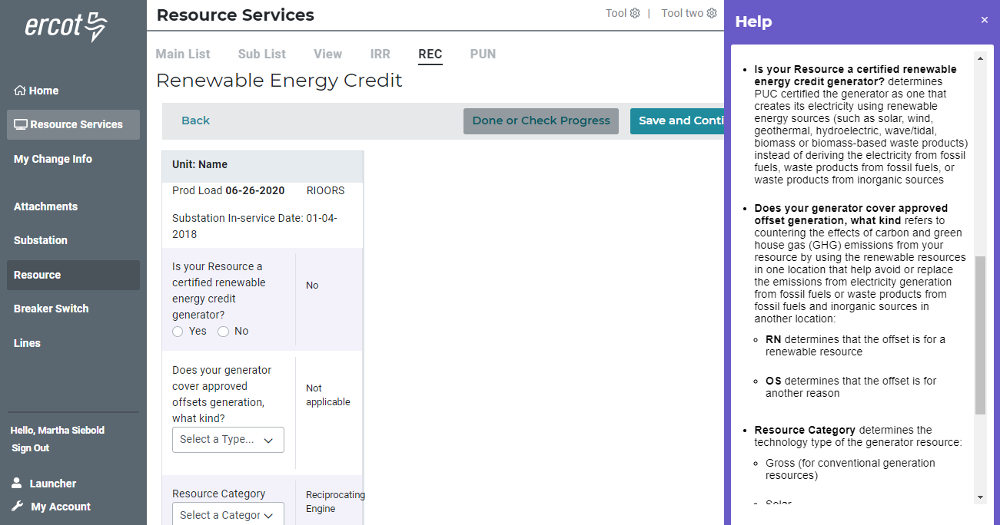 ercot
Home
Resource Services
My Change Info
Attachments
Substation
Resource
Breaker Switch
Lines
Hello, Martha Siebold
Sign Out
Launcher
My Account
Resource Services
Tool | Tool two
Main List Sub List View IRR REC PUN
Renewable Energy Credit
Back Done or Check Progress Save and Conti
Unit: Name
Prod Load 06-26-2020 RIOORS
Substation In-service Date: 01-04-
2018
Is your Resource a
certified renewable
energy credit
generator?
Yes No
No
Does your generator
cover approved
offsets generation,
what kind?
Select a Type...
Not
applicable
Resource Category
Select a Categor
Reciprocating
Engine
Help ×
• Is your Resource a certified renewable
energy credit generator? determines
PUC certified the generator as one that
creates its electricity using renewable
energy sources (such as solar, wind,
geothermal, hydroelectric, wave/tidal,
biomass or biomass-based waste products)
instead of deriving the electricity from fossil
fuels, waste products from fossil fuels, or
waste products from inorganic sources
• Does your generator cover approved
offset generation, what kind refers to
countering the effects of carbon and green
house gas (GHG) emissions from your
resource by using the renewable resources
in one location that help avoid or replace
the emissions from electricity generation
from fossil fuels or waste products from
fossil fuels and inorganic sources in
another location:
◦ RN determines that the offset is for a
renewable resource
◦ OS determines that the offset is for
another reason
• Resource Category determines the
technology type of the generator resource:
◦ Gross (for conventional generation
resources)
◦ Solar